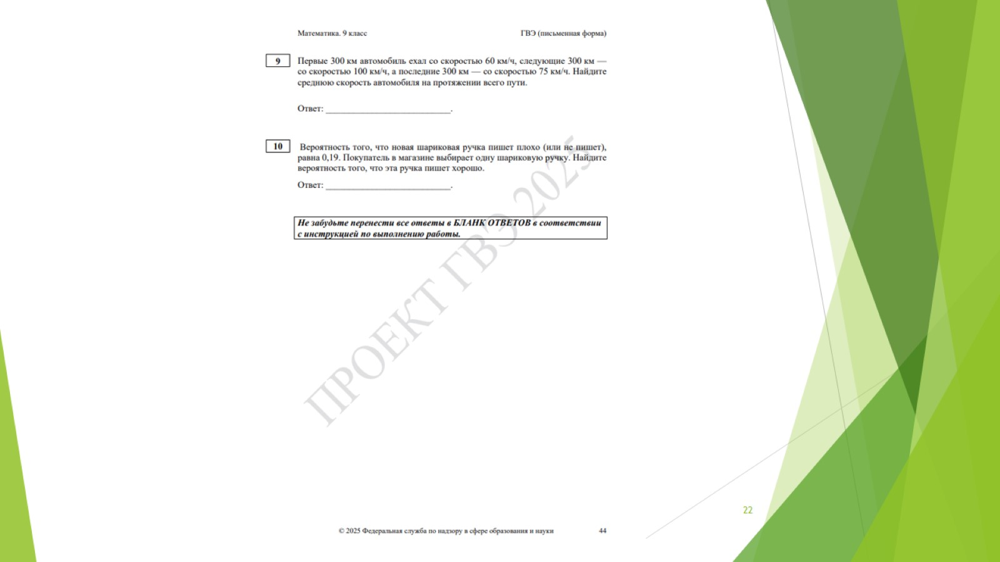 Математика. 9 класс ГВЭ (письменная форма)
9 Первые 300 км автомобиль ехал со скоростью 60 км/ч, следующие 300 км —
со скоростью 100 км/ч, а последние 300 км — со скоростью 75 км/ч. Найдите
среднюю скорость автомобиля на протяжении всего пути.
Ответ: ___________________________.
10 Вероятность того, что новая шариковая ручка пишет плохо (или не пишет),
равна 0,19. Покупатель в магазине выбирает одну шариковую ручку. Найдите
вероятность того, что эта ручка пишет хорошо.
Ответ: ___________________________.
Не забудьте перенести все ответы в БЛАНК ОТВЕТОВ в соответствии
с инструкцией по выполнению работы.
ПРОЕКТ ГВЭ 2025
22
© 2025 Федеральная служба по надзору в сфере образования и науки 44